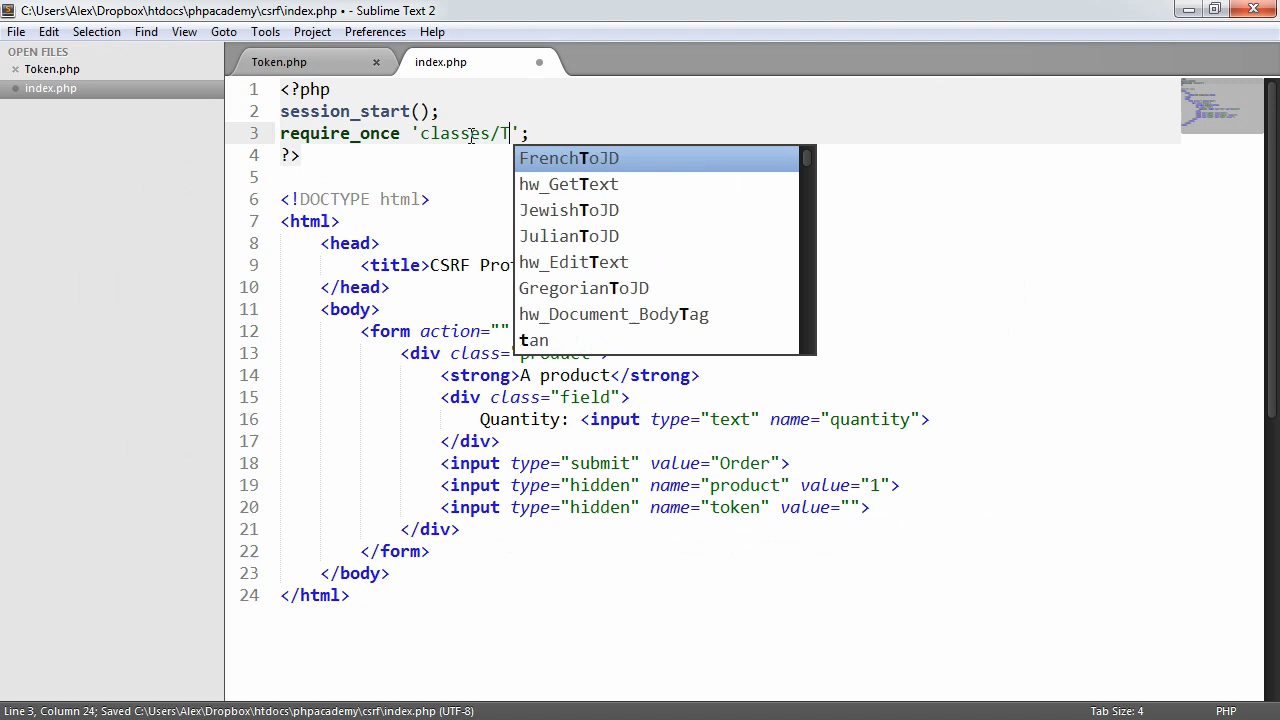 C:\Users\Alex\Dropbox\htdocs\phpacademy\csrf\index.php • - Sublime Text 2
File Edit Selection Find View Goto Tools Project Preferences Help
OPEN FILES
Token.php
index.php
Token.php
index.php
1 <?php
2 session_start();
3 require_once 'classes/T';
4 ?>
5
6 <!DOCTYPE html>
7 <html>
8 <head>
9 <title>CSRF
10 </head>
11 <body>
12 <form action=""
13 <div class="product">
14 <strong>A product</strong>
15 <div class="field">
16 Quantity: <input type="text" name="quantity">
17 </div>
18 <input type="submit" value="Order">
19 <input type="hidden" name="product" value="1">
20 <input type="hidden" name="token" value="">
21 </div>
22 </form>
23 </body>
24 </html>
FrenchToJD
hw_GetText
JewishToJD
JulianToJD
hw_EditText
GregorianToJD
hw_Document_BodyTag
tan
Line 3, Column 24; Saved C:\Users\Alex\Dropbox\htdocs\phpacademy\csrf\index.php (UTF-8)
Tab Size: 4
PHP